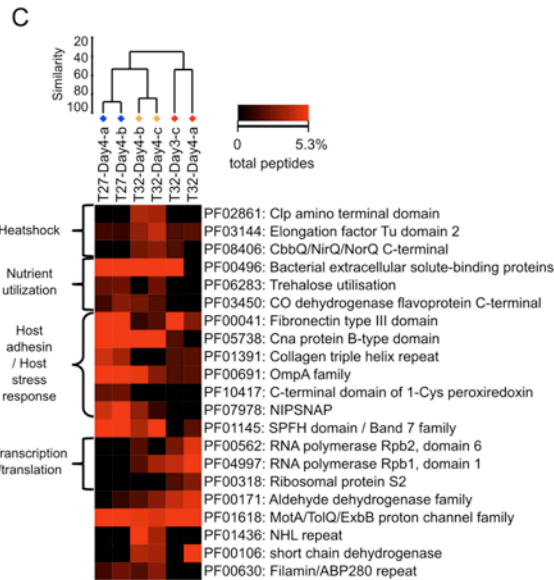 C
Similarity
20
40
60
80
100
T27-Day4-a
T27-Day4-b
T32-Day4-b
T32-Day4-c
T32-Day3-c
T32-Day4-a
0
5.3%
total peptides
Heatshock
Nutrient
utilization
Host
adhesin
/ Host
stress
response
Transcription
/translation
PF02861: Clp amino terminal domain
PF03144: Elongation factor Tu domain 2
PF08406: CbbQ/NirQ/NorQ C-terminal
PF00496: Bacterial extracellular solute-binding proteins
PF06283: Trehalose utilisation
PF03450: CO dehydrogenase flavoprotein C-terminal
PF00041: Fibronectin type III domain
PF05738: Cna protein B-type domain
PF01391: Collagen triple helix repeat
PF00691: OmpA family
PF10417: C-terminal domain of 1-Cys peroxiredoxin
PF07978: NIPSNAP
PF01145: SPFH domain / Band 7 family
PF00562: RNA polymerase Rpb2, domain 6
PF04997: RNA polymerase Rpb1, domain 1
PF00318: Ribosomal protein S2
PF00171: Aldehyde dehydrogenase family
PF01618: MotA/TolQ/ExbB proton channel family
PF01436: NHL repeat
PF00106: short chain dehydrogenase
PF00630: Filamin/ABP280 repeat